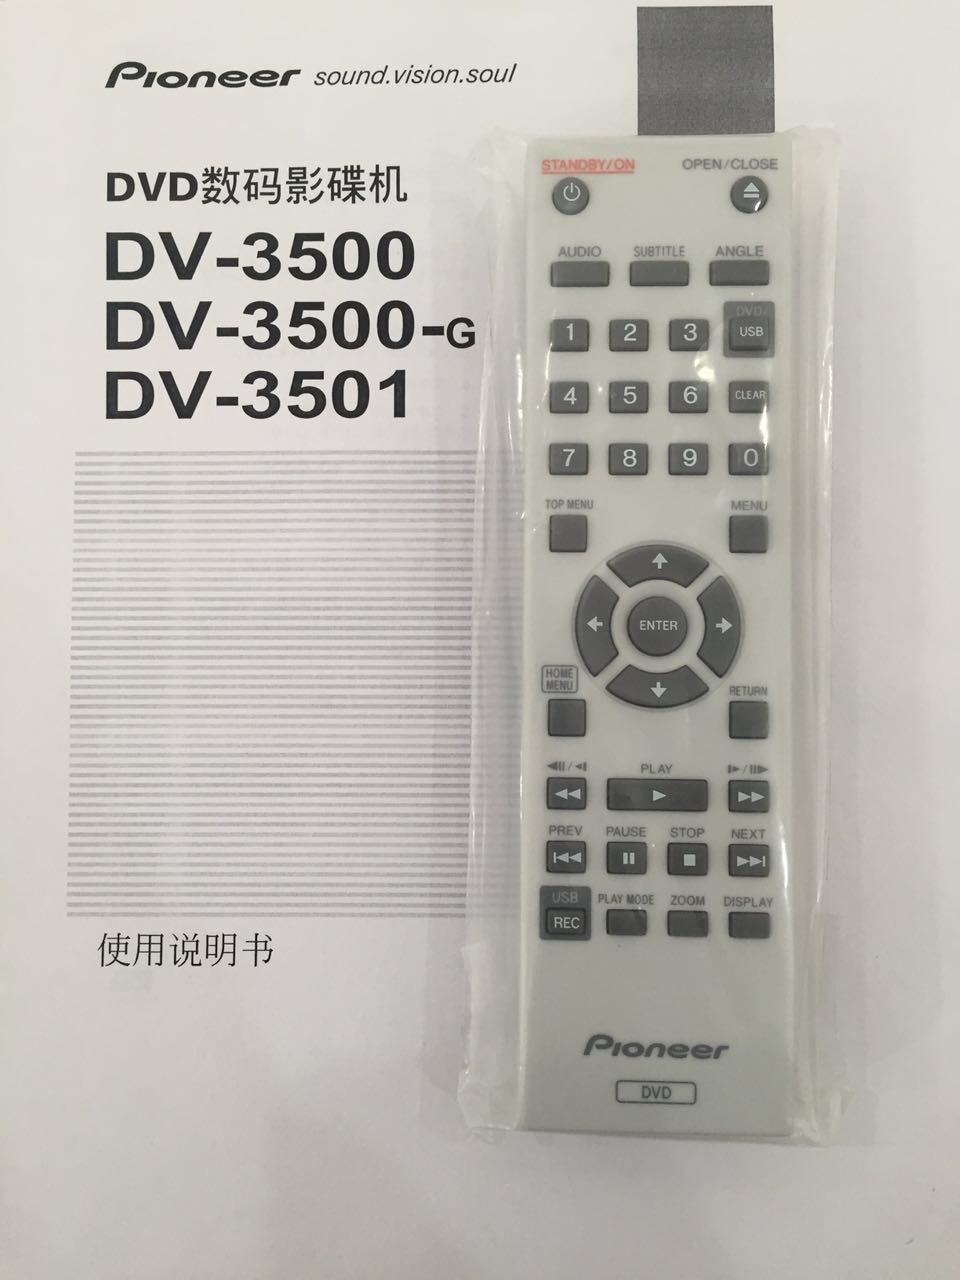 Pioneer sound.vision.soul
DVD数码影碟机
DV-3500
DV-3500-G
DV-3501
使用说明书
STANDBY/ON OPEN/CLOSE
AUDIO SUBTITLE ANGLE
DVD/
1 2 3 USB
4 5 6 CLEAR
7 8 9 0
TOP MENU MENU
ENTER
HOME
MENU
RETURN
PLAY
PREV PAUSE STOP NEXT
USB PLAY MODE ZOOM DISPLAY
REC
Pioneer
DVD